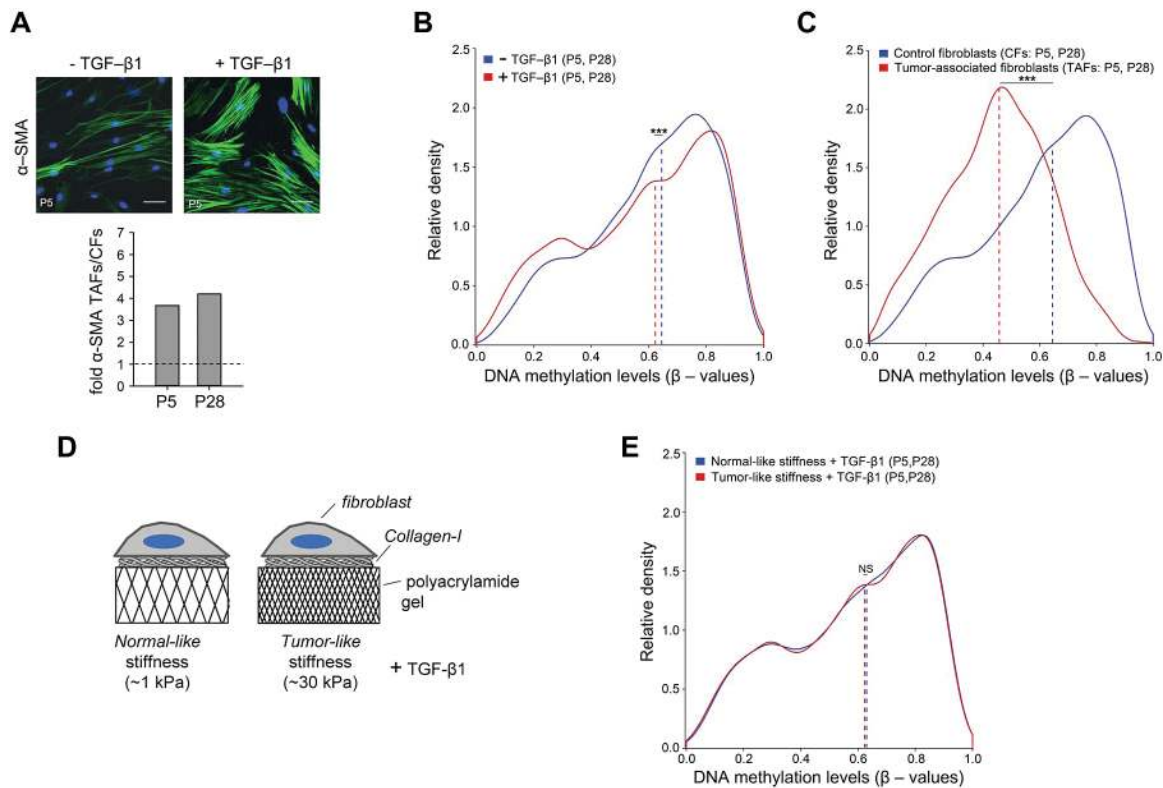 A
- TGF–β1
+ TGF–β1
α–SMA
P5
P5
fold α-SMA TAFs/CFs
7
6
5
4
3
2
1
0
P5
P28
B
2.5
2.0
1.5
1.0
0.5
0.0
Relative density
– TGF–β1 (P5, P28)
+ TGF–β1 (P5, P28)
***
0.0
0.2
0.4
0.6
0.8
1.0
DNA methylation levels (β – values)
C
2.5
2.0
1.5
1.0
0.5
0.0
Relative density
Control fibroblasts (CFs: P5, P28)
Tumor-associated fibroblasts (TAFs: P5, P28)
***
0.0
0.2
0.4
0.6
0.8
1.0
DNA methylation levels (β – values)
D
fibroblast
Collagen-I
polyacrylamide
gel
Normal-like
stiffness
(~1 kPa)
Tumor-like
stiffness
(~30 kPa)
+ TGF-β1
E
2.5
2.0
1.5
1.0
0.5
0.0
Relative density
Normal-like stiffness + TGF-β1 (P5,P28)
Tumor-like stiffness + TGF-β1 (P5,P28)
NS
0.0
0.2
0.4
0.6
0.8
1.0
DNA methylation levels (β – values)